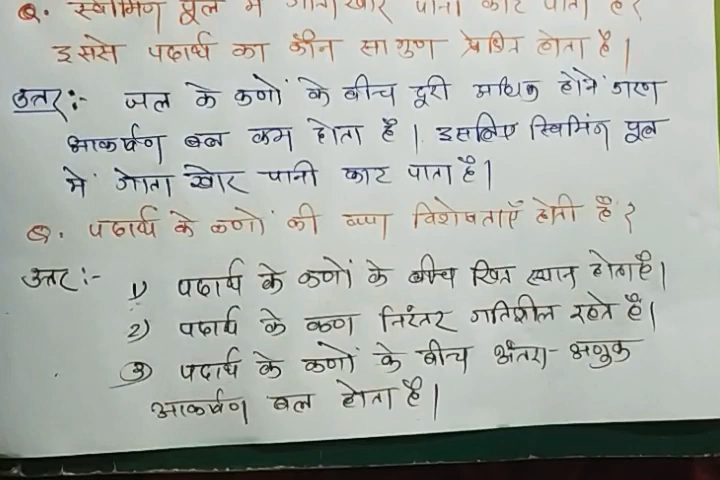 Q. स्वीमिंग पूल में गोताखोर पानी काट पाता है?
इससे पदार्थ का कौन सा गुण प्रेक्षित होता है।
उत्तर:- जल के कणों के बीच दूरी अधिक होने कारण
आकर्षण बल कम होता है। इसलिए स्विमिंग पूल
में गोता खोर पानी काट पाता है।
Q. पदार्थ के कणों की क्या विशेषताएँ होती हैं?
उत्तर:- 1) पदार्थ के कणों के बीच रिक्त स्थान होता है।
2) पदार्थ के कण निरंतर गतिशील रहते हैं।
3) पदार्थ के कणों के बीच अंतरा-अणुक
आकर्षण बल होता है।